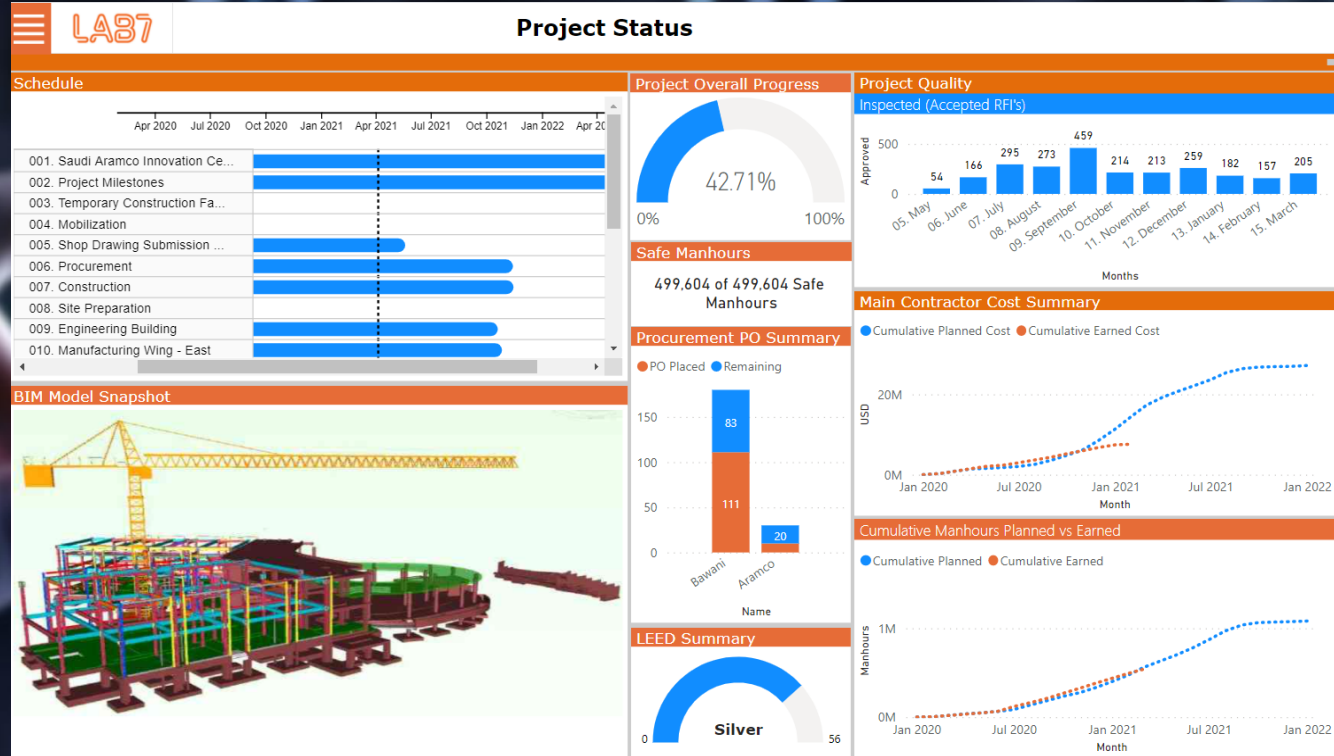 LAB7
Project Status
Schedule
Apr 2020 Jul 2020 Oct 2020 Jan 2021 Apr 2021 Jul 2021 Oct 2021 Jan 2022 Apr 20
001. Saudi Aramco Innovation Ce...
002. Project Milestones
003. Temporary Construction Fa...
004. Mobilization
005. Shop Drawing Submission ...
006. Procurement
007. Construction
008. Site Preparation
009. Engineering Building
010. Manufacturing Wing - East
BIM Model Snapshot
Project Overall Progress
42.71%
0% 100%
Safe Manhours
499,604 of 499,604 Safe
Manhours
Procurement PO Summary
PO Placed Remaining
150
100
50
0
83
111
20
Bawani Aramco
Name
LEED Summary
Silver
0 56
Project Quality
Inspected (Accepted RFI's)
Approved
500
0
54 166 295 273 459 214 213 259 182 157 205
05. May 06. June 07. July 08. August 09. September 10. October 11. November 12. December 13. January 14. February 15. March
Months
Main Contractor Cost Summary
Cumulative Planned Cost Cumulative Earned Cost
USD
20M
0M
Jan 2020 Jul 2020 Jan 2021 Jul 2021 Jan 2022
Month
Cumulative Manhours Planned vs Earned
Cumulative Planned Cumulative Earned
Manhours
1M
0M
Jan 2020 Jul 2020 Jan 2021 Jul 2021 Jan 2022
Month